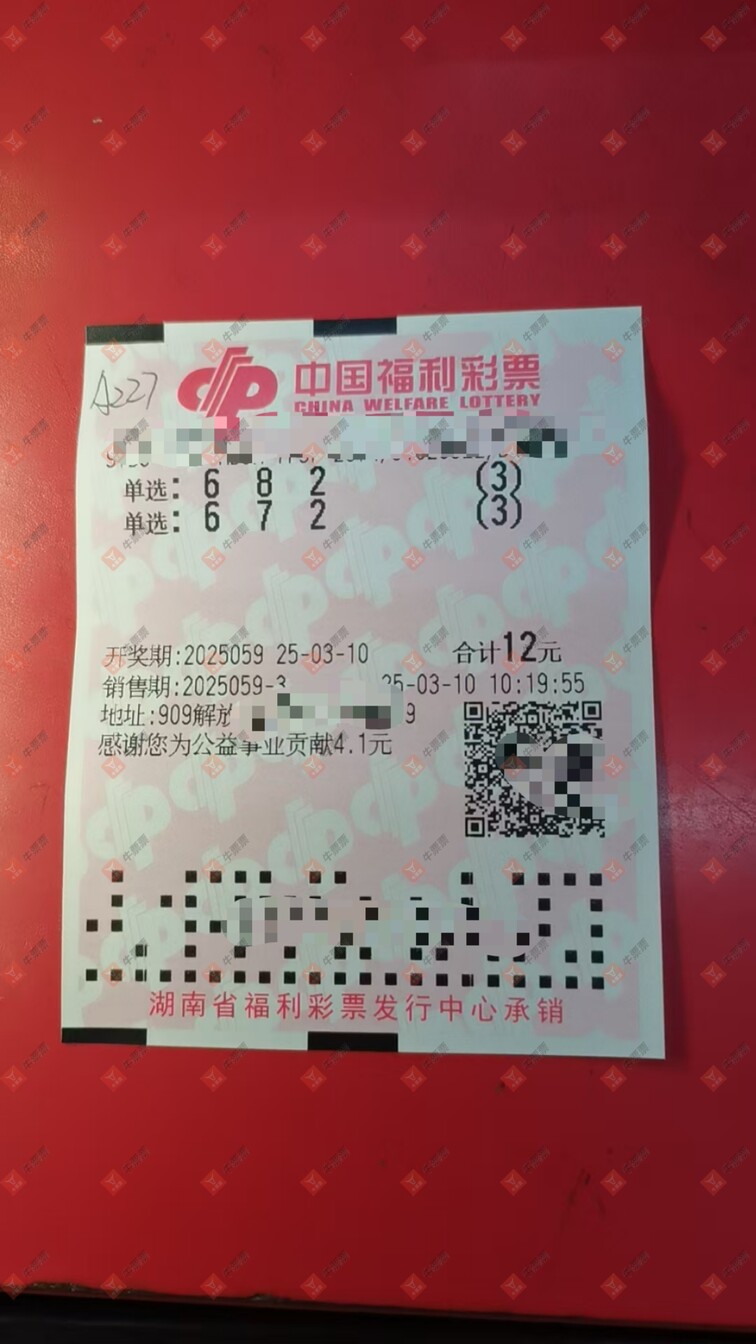 A227
中国福利彩票
CHINA WELFARE LOTTERY
单选: 6 8 2 (3)
单选: 6 7 2 (3)
开奖期:2025059 25-03-10 合计12元
销售期:2025059-3 25-03-10 10:19:55
地址:909解放 9
感谢您为公益事业贡献4.1元
湖南省福利彩票发行中心承销
牛票票